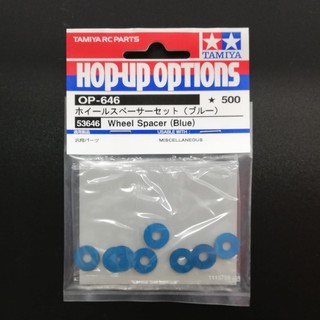 TAMIYA RC PARTS
TAMIYA
HOP-UP OPTIONS
OP-646
★ 500
ホイールスペーサーセット (ブルー)
53646 Wheel Spacer (Blue)
USABLE WITH :
MISCELLANEOUS